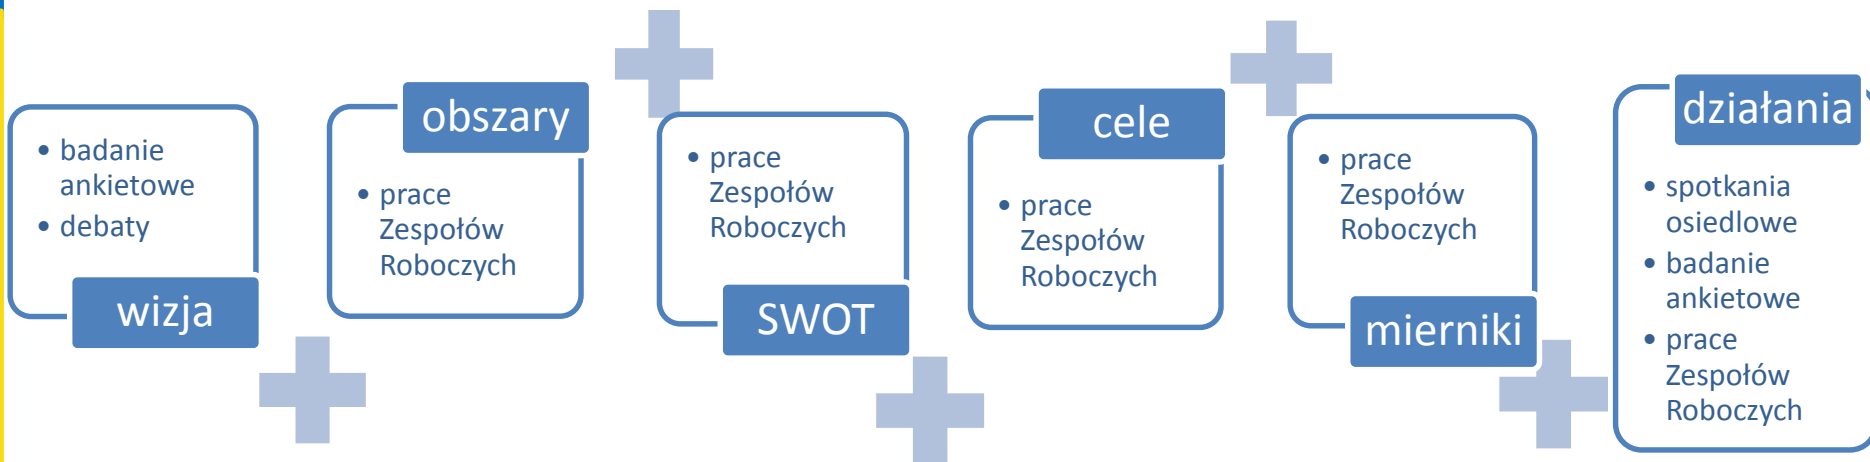 • badanie
ankietowe
• debaty
wizja
obszary
• prace
Zespołów
Roboczych
• prace
Zespołów
Roboczych
SWOT
cele
• prace
Zespołów
Roboczych
• prace
Zespołów
Roboczych
mierniki
działania
• spotkania
osiedlowe
• badanie
ankietowe
• prace
Zespołów
Roboczych